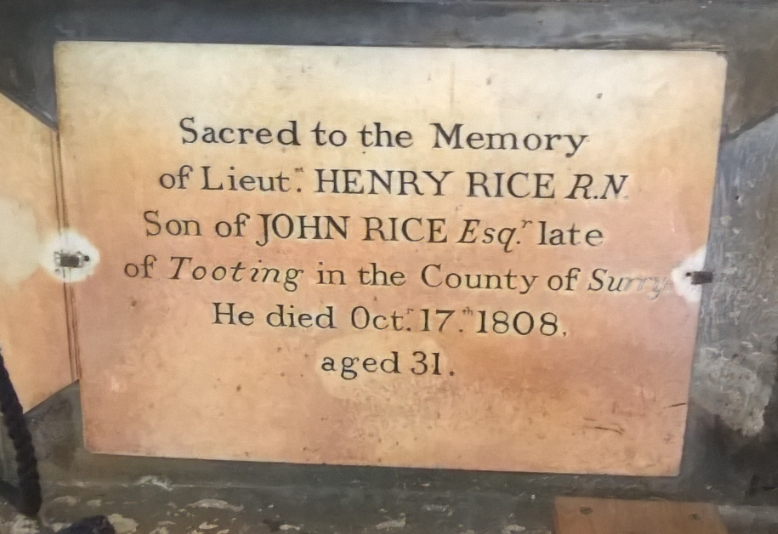 Sacred to the Memory
of Lieut.ᵗ HENRY RICE R.N.
Son of JOHN RICE Esq.ʳ late
of Tooting in the County of Surry
He died Oct.ʳ 17.ᵗʰ 1808.
aged 31.